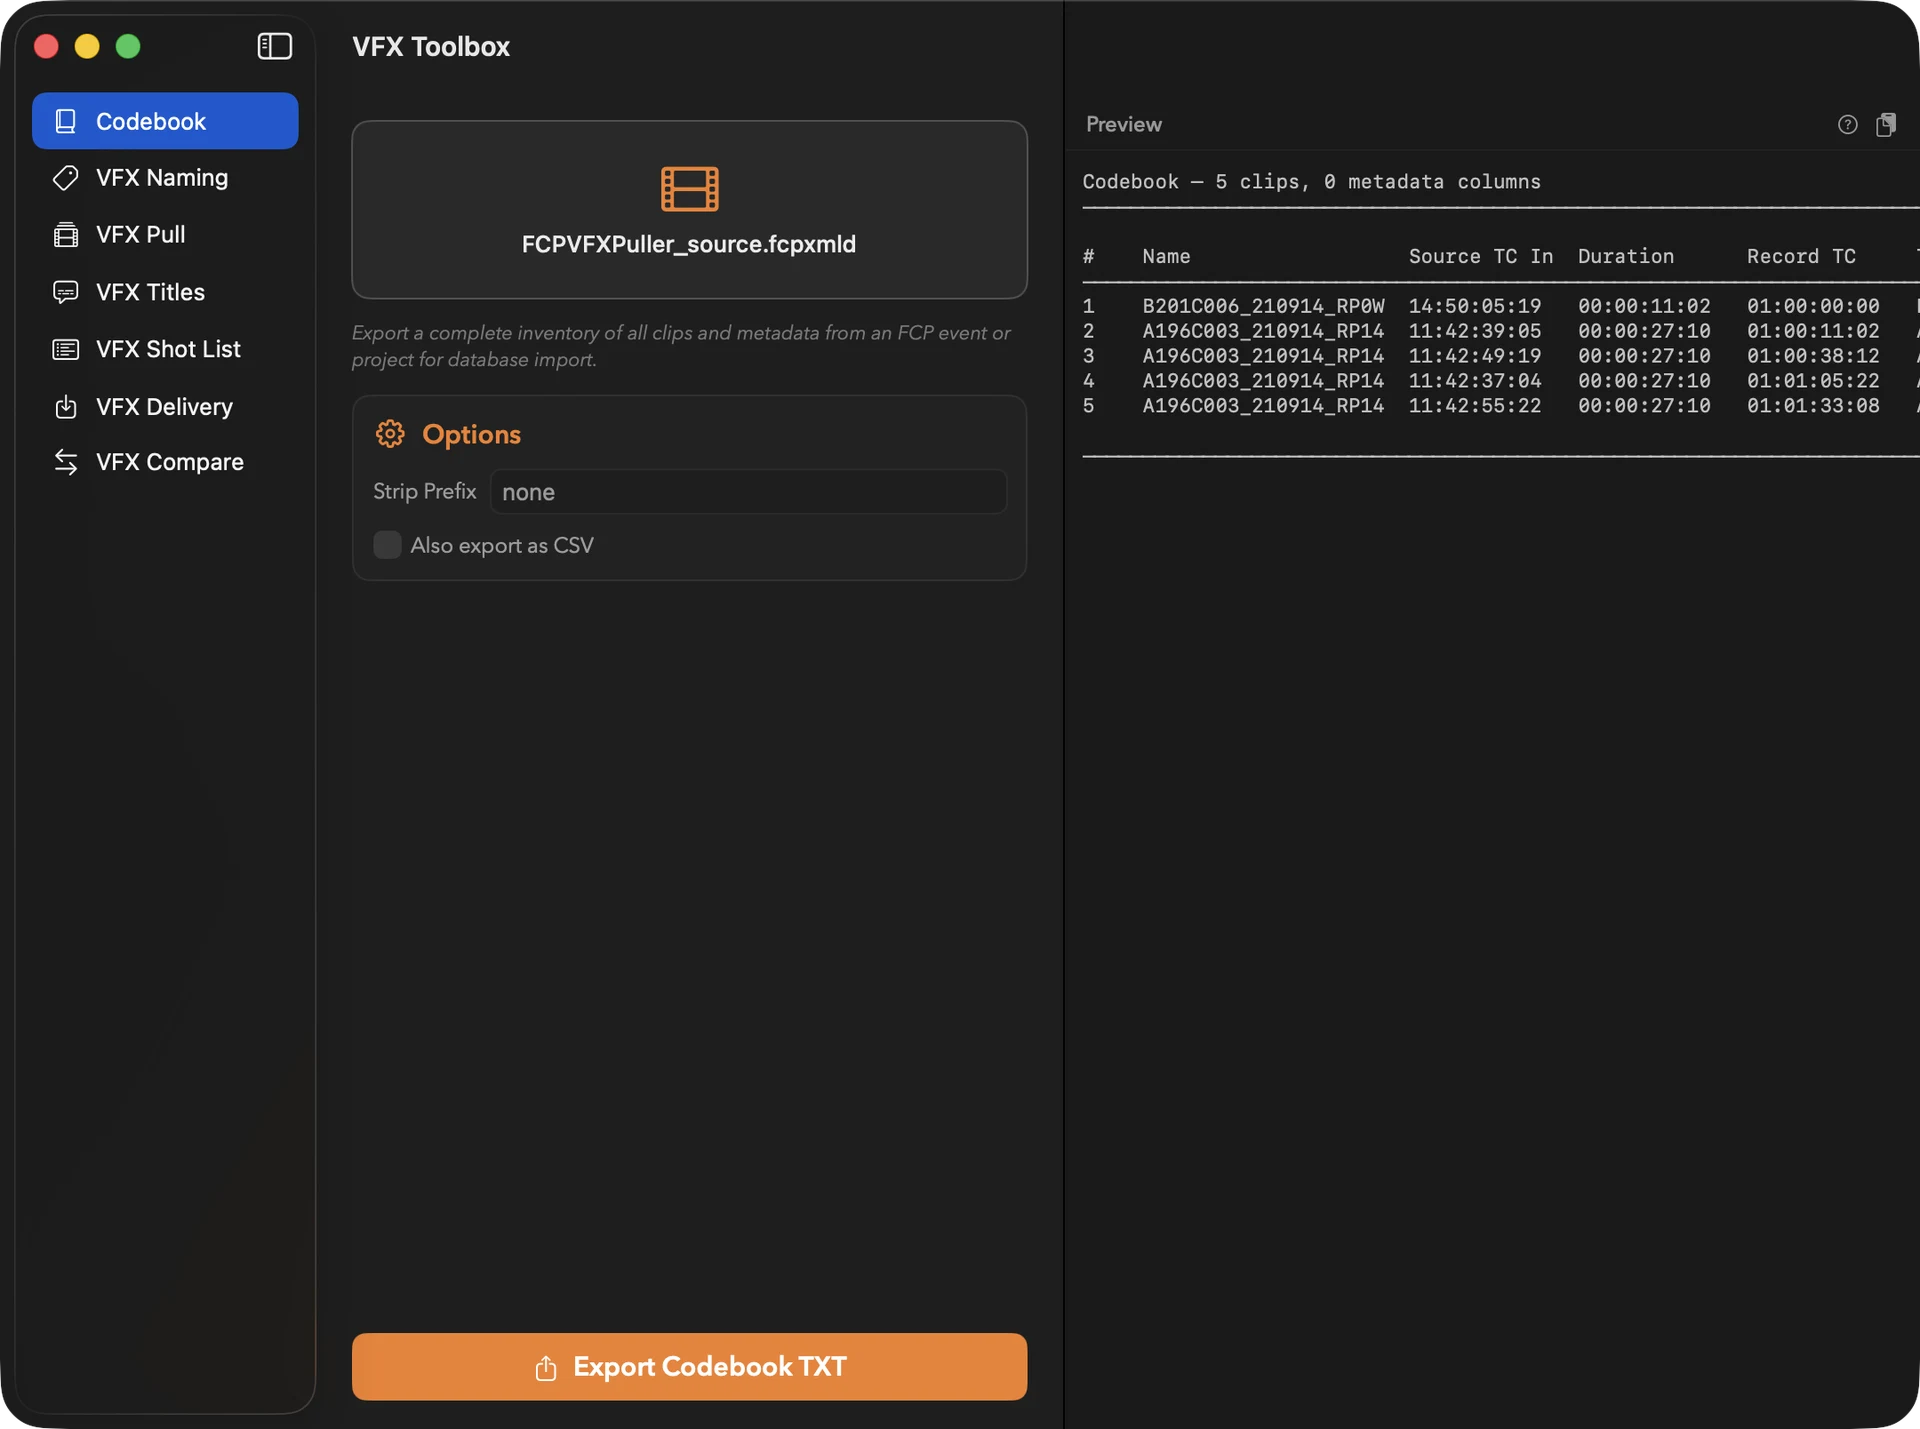 VFX Toolbox
Codebook
VFX Naming
VFX Pull
VFX Titles
VFX Shot List
VFX Delivery
VFX Compare
FCPVFXPuller_source.fcpxmld
Export a complete inventory of all clips and metadata from an FCP event or
project for database import.
Options
Strip Prefix none
Also export as CSV
Export Codebook TXT
Preview
Codebook — 5 clips, 0 metadata columns
# Name Source TC In Duration Record TC
1 B201C006_210914_RP0W 14:50:05:19 00:00:11:02 01:00:00:00
2 A196C003_210914_RP14 11:42:39:05 00:00:27:10 01:00:11:02
3 A196C003_210914_RP14 11:42:49:19 00:00:27:10 01:00:38:12
4 A196C003_210914_RP14 11:42:37:04 00:00:27:10 01:01:05:22
5 A196C003_210914_RP14 11:42:55:22 00:00:27:10 01:01:33:08